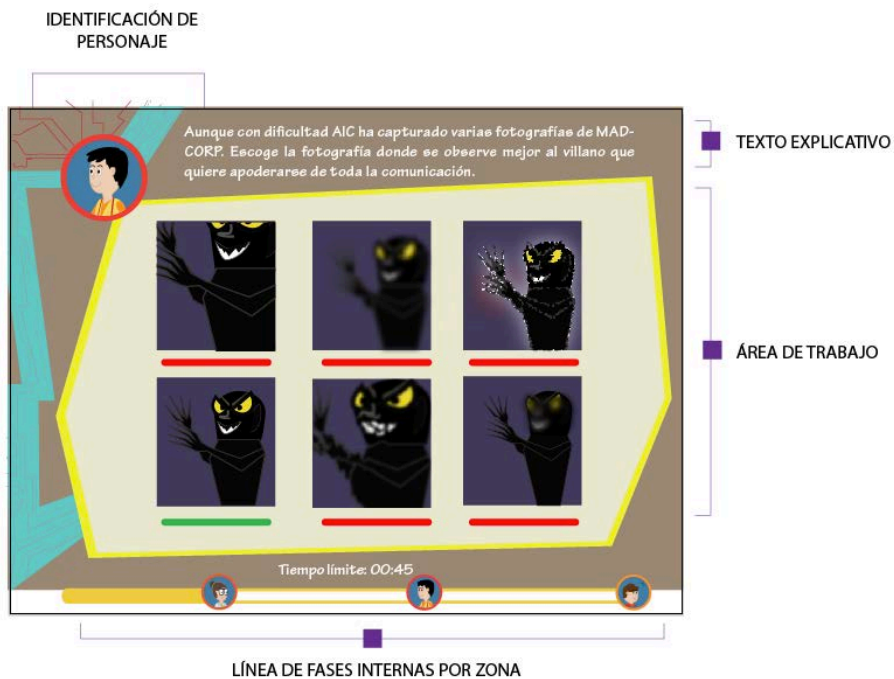 IDENTIFICACIÓN DE
PERSONAJE
Aunque con dificultad AIC ha capturado varias fotografías de MAD-
CORP. Escoge la fotografía donde se observe mejor al villano que
quiere apoderarse de toda la comunicación.
TEXTO EXPLICATIVO
ÁREA DE TRABAJO
Tiempo límite: 00:45
LÍNEA DE FASES INTERNAS POR ZONA